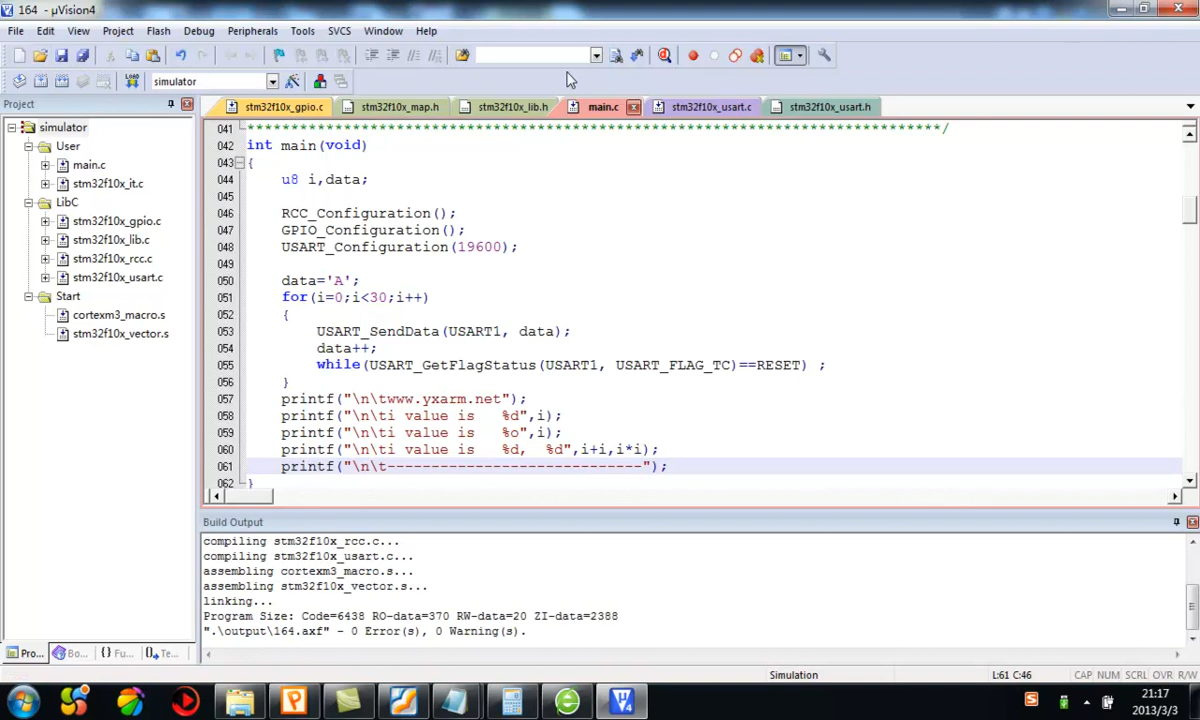 164 - µVision4
File Edit View Project Flash Debug Peripherals Tools SVCS Window Help
LOAD simulator
Project
stm32f10x_gpio.c stm32f10x_map.h stm32f10x_lib.h main.c stm32f10x_usart.c stm32f10x_usart.h
simulator
User
main.c
stm32f10x_it.c
LibC
stm32f10x_gpio.c
stm32f10x_lib.c
stm32f10x_rcc.c
stm32f10x_usart.c
Start
cortexm3_macro.s
stm32f10x_vector.s
041 *******************************************************************************/
042 int main(void)
043 {
044 u8 i,data;
045
046 RCC_Configuration();
047 GPIO_Configuration();
048 USART_Configuration(19600);
049
050 data='A';
051 for(i=0;i<30;i++)
052 {
053 USART_SendData(USART1, data);
054 data++;
055 while(USART_GetFlagStatus(USART1, USART_FLAG_TC)==RESET) ;
056 }
057 printf("\n\twww.yxarm.net");
058 printf("\n\ti value is   %d",i);
059 printf("\n\ti value is   %o",i);
060 printf("\n\ti value is   %d,  %d",i+i,i*i);
061 printf("\n\t-----------------------------");
062 }
Pro... Bo... {} Fu... Te...
Build Output
compiling stm32f10x_rcc.c...
compiling stm32f10x_usart.c...
assembling cortexm3_macro.s...
assembling stm32f10x_vector.s...
linking...
Program Size: Code=6438 RO-data=370 RW-data=20 ZI-data=2388
".\output\164.axf" - 0 Error(s), 0 Warning(s).
Simulation L:61 C:46 CAP NUM SCRL OVR R/W
21:17
2013/3/3